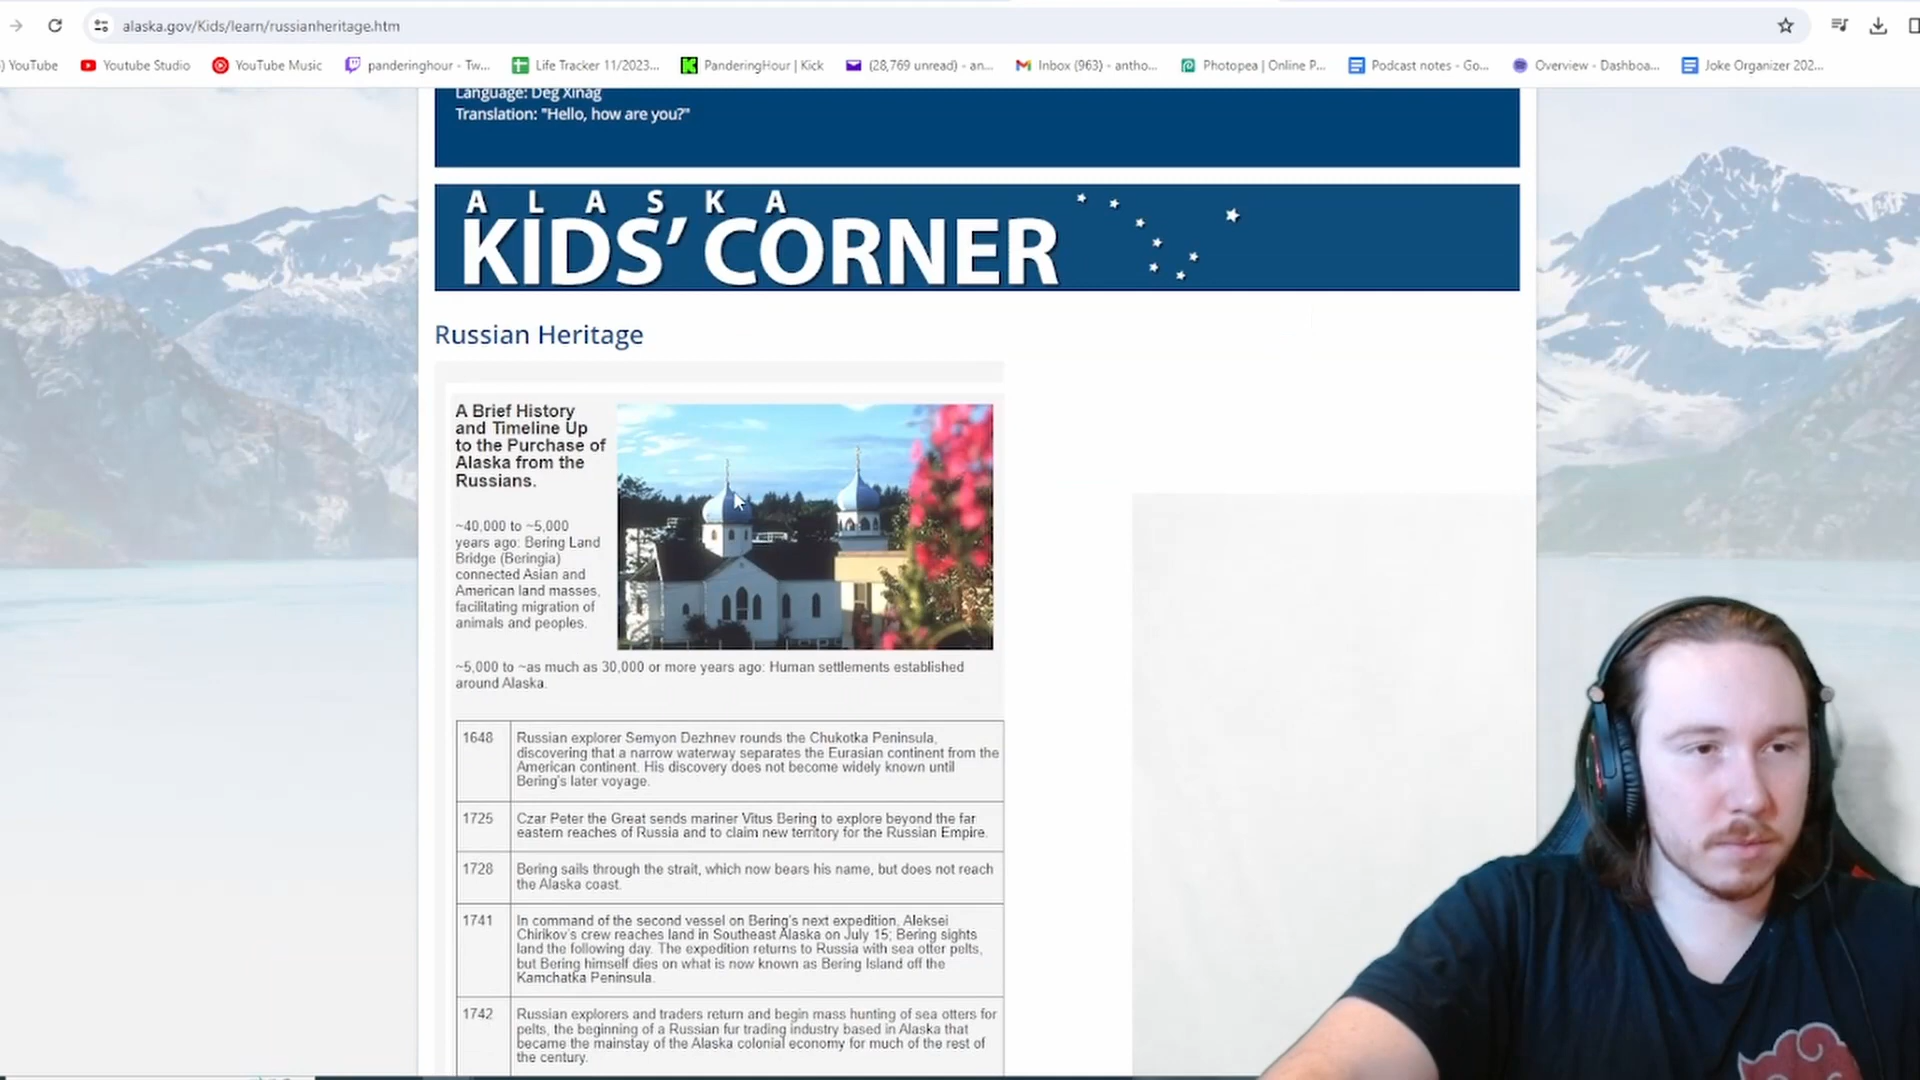 alaska.gov/Kids/learn/russianheritage.htm
) YouTube
Youtube Studio
YouTube Music
panderinghour - Tw...
Life Tracker 11/2023...
PanderingHour | Kick
(28,769 unread) - an...
Inbox (963) - antho...
Photopea | Online P...
Podcast notes - Go...
Overview - Dashboa...
Joke Organizer 202...
Language: Deg Xinag
Translation: "Hello, how are you?"
ALASKA
KIDS' CORNER
Russian Heritage
A Brief History
and Timeline Up
to the Purchase of
Alaska from the
Russians.
~40,000 to ~5,000
years ago: Bering Land
Bridge (Beringia)
connected Asian and
American land masses,
facilitating migration of
animals and peoples.
~5,000 to ~as much as 30,000 or more years ago: Human settlements established
around Alaska.
1648
Russian explorer Semyon Dezhnev rounds the Chukotka Peninsula,
discovering that a narrow waterway separates the Eurasian continent from the
American continent. His discovery does not become widely known until
Bering's later voyage.
1725
Czar Peter the Great sends mariner Vitus Bering to explore beyond the far
eastern reaches of Russia and to claim new territory for the Russian Empire.
1728
Bering sails through the strait, which now bears his name, but does not reach
the Alaska coast.
1741
In command of the second vessel on Bering's next expedition, Aleksei
Chirikov's crew reaches land in Southeast Alaska on July 15; Bering sights
land the following day. The expedition returns to Russia with sea otter pelts,
but Bering himself dies on what is now known as Bering Island off the
Kamchatka Peninsula.
1742
Russian explorers and traders return and begin mass hunting of sea otters for
pelts, the beginning of a Russian fur trading industry based in Alaska that
became the mainstay of the Alaska colonial economy for much of the rest of
the century.